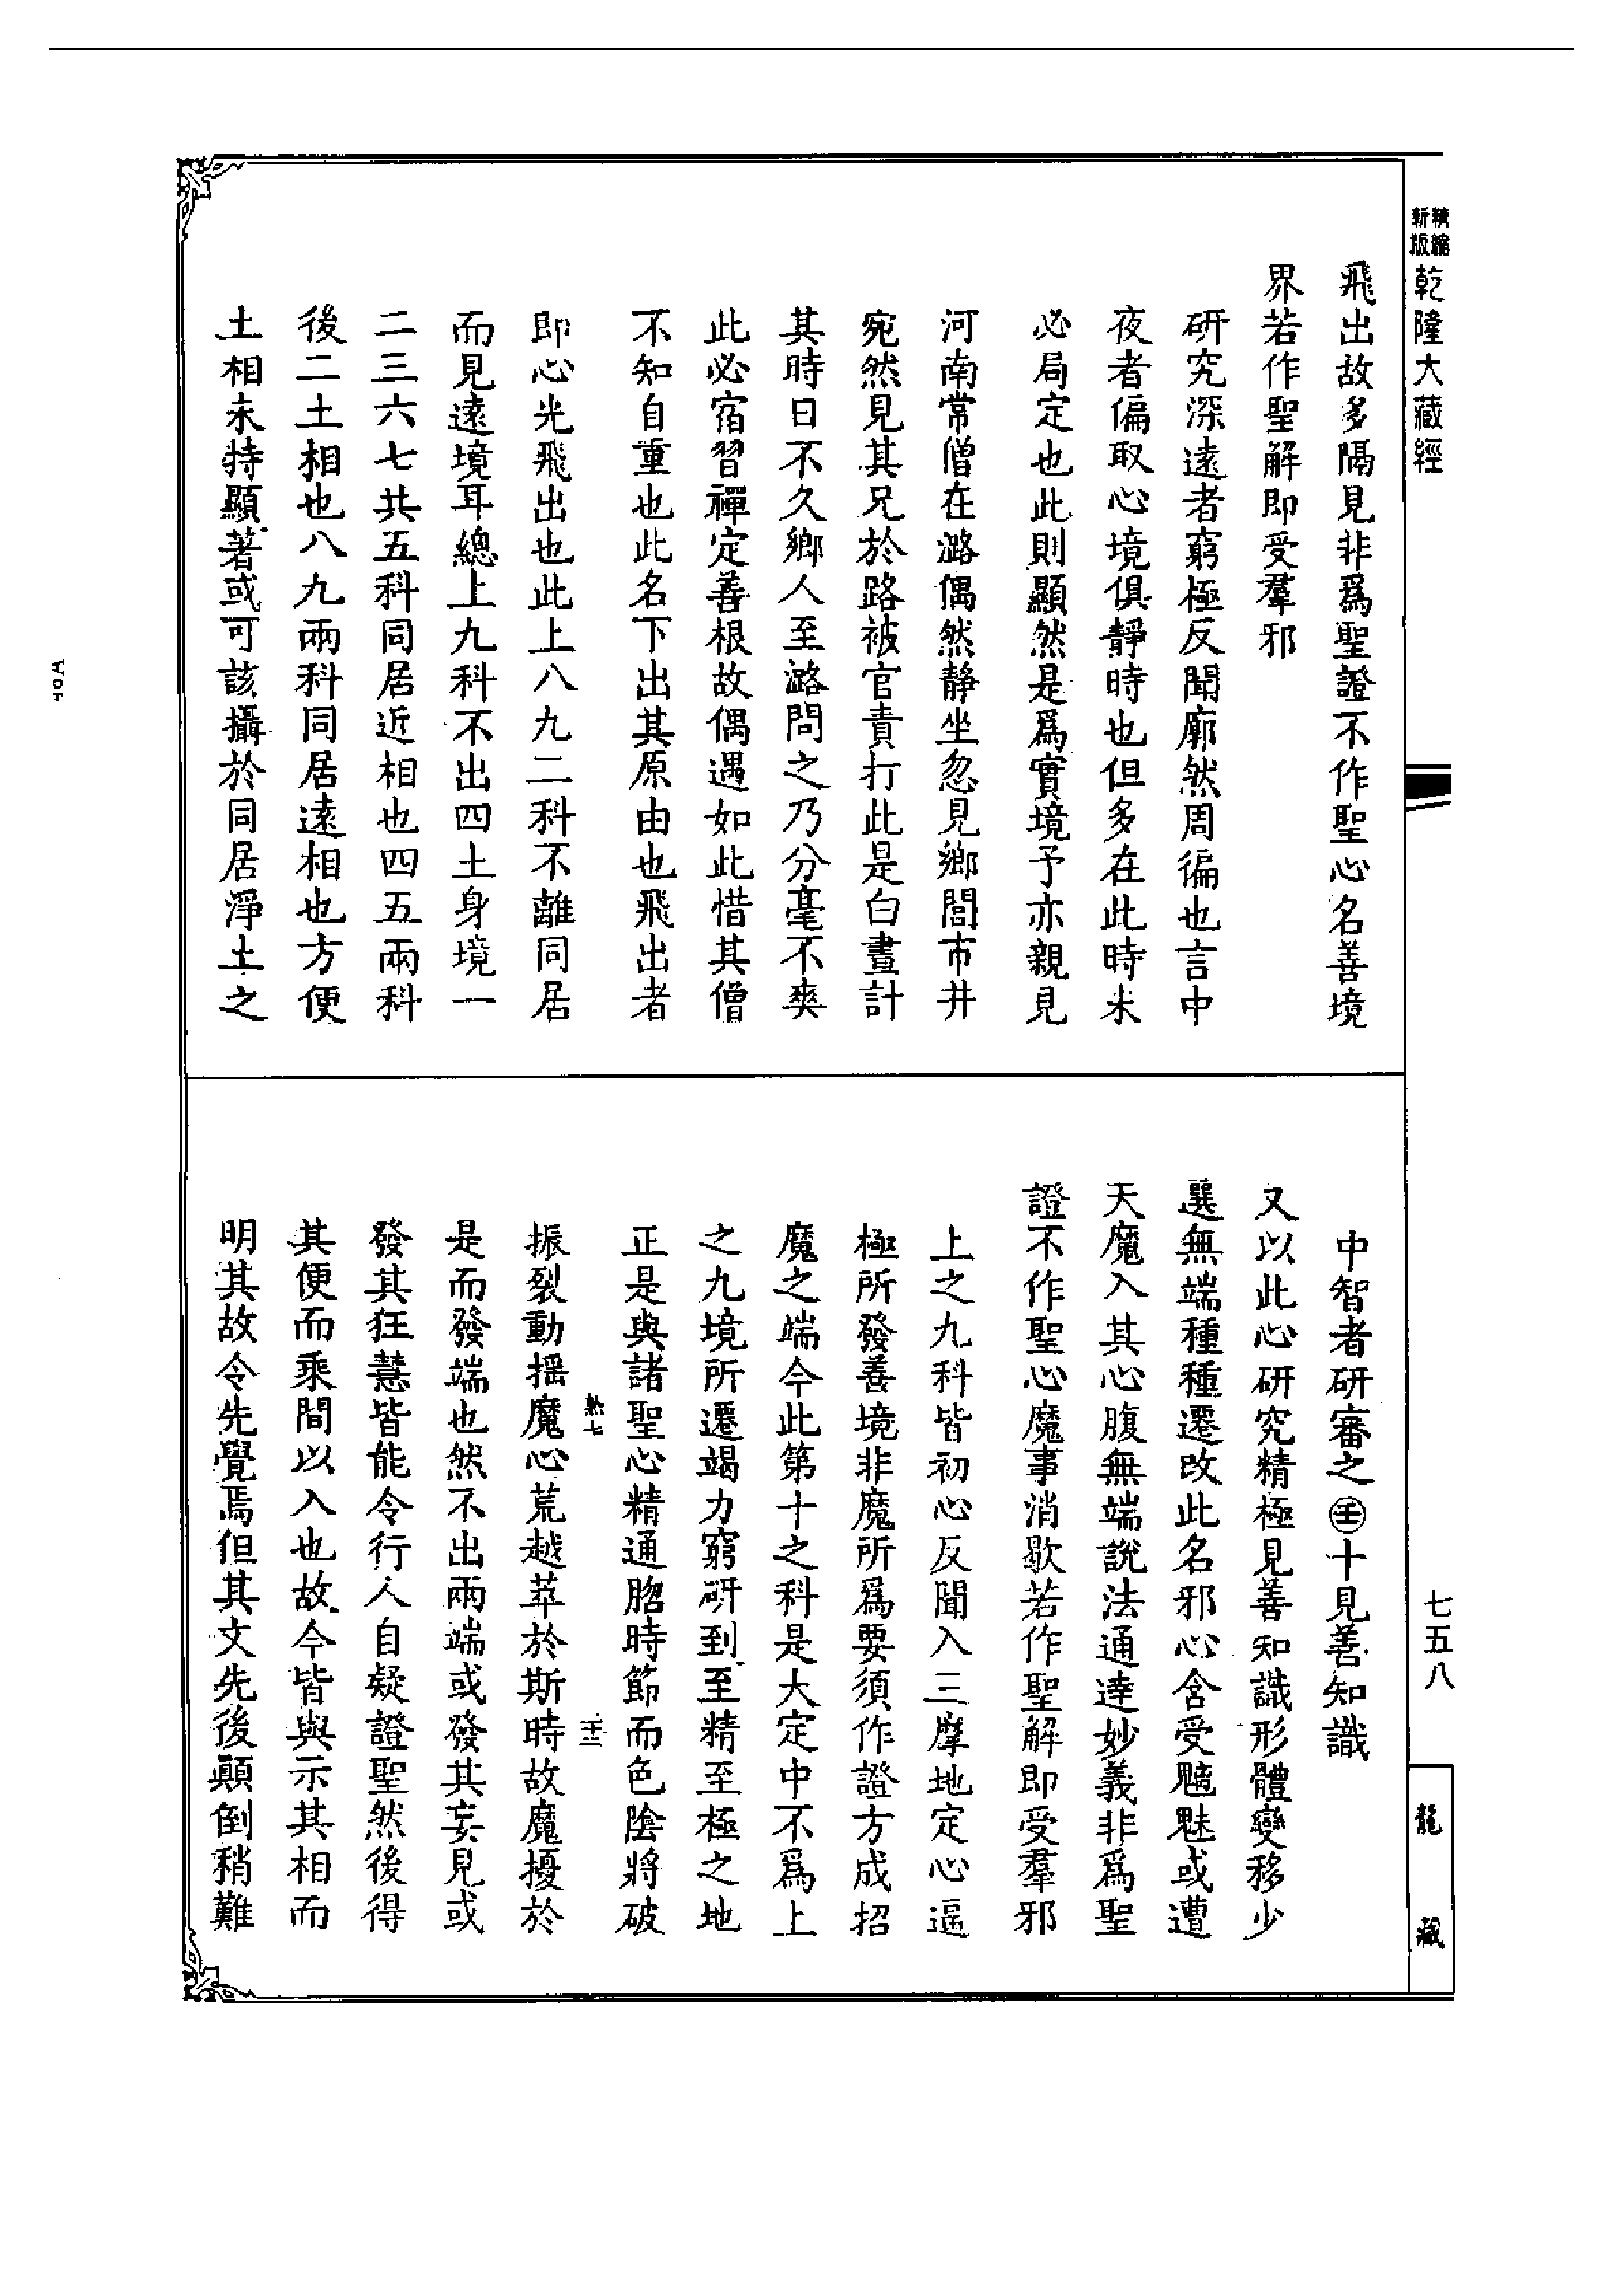 新版精縮
乾隆大藏經
飛出故多隔見非爲聖證不作聖心名善境
界若作聖解即受羣邪
研究深遠者窮極反聞廓然周徧也言中
夜者偏取心境俱靜時也但多在此時未
必局定也此則顯然是爲實境予亦親見
河南常僧在潞偶然靜坐忽見鄉閭市井
宛然見其兄於路被官責打此是白晝計
其時日不久鄉人至潞問之乃分毫不爽
此必宿習禪定善根故偶遇如此惜其僧
不知自重也此名下出其原由也飛出者
即心光飛出也此上八九二科不離同居
而見遠境耳總上九科不出四土身境一
二三六七共五科同居近相也四五兩科
後二土相也八九兩科同居遠相也方便
土相未特顯著或可該攝於同居淨土之
中智者研審之㊂十見善知識
又以此心研究精極見善知識形體變移少
選無端種種遷改此名邪心含受魑魅或遭
天魔入其心腹無端說法通達妙義非爲聖
證不作聖心魔事消歇若作聖解即受羣邪
上之九科皆初心反聞入三摩地定心逼
極所發善境非魔所爲要須作證方成招
魔之端今此第十之科是大定中不爲上
之九境所遷竭力窮研到至精至極之地
正是與諸聖心精通㳷時節而色陰將破
振裂動搖魔心荒越萃於斯時故魔擾於
是而發端也然不出兩端或發其妄見或
發其狂慧皆能令行人自疑證聖然後得
其便而乘間以入也故今皆與示其相而
明其故令先覺焉但其文先後顛倒稍難
七五八
龍藏